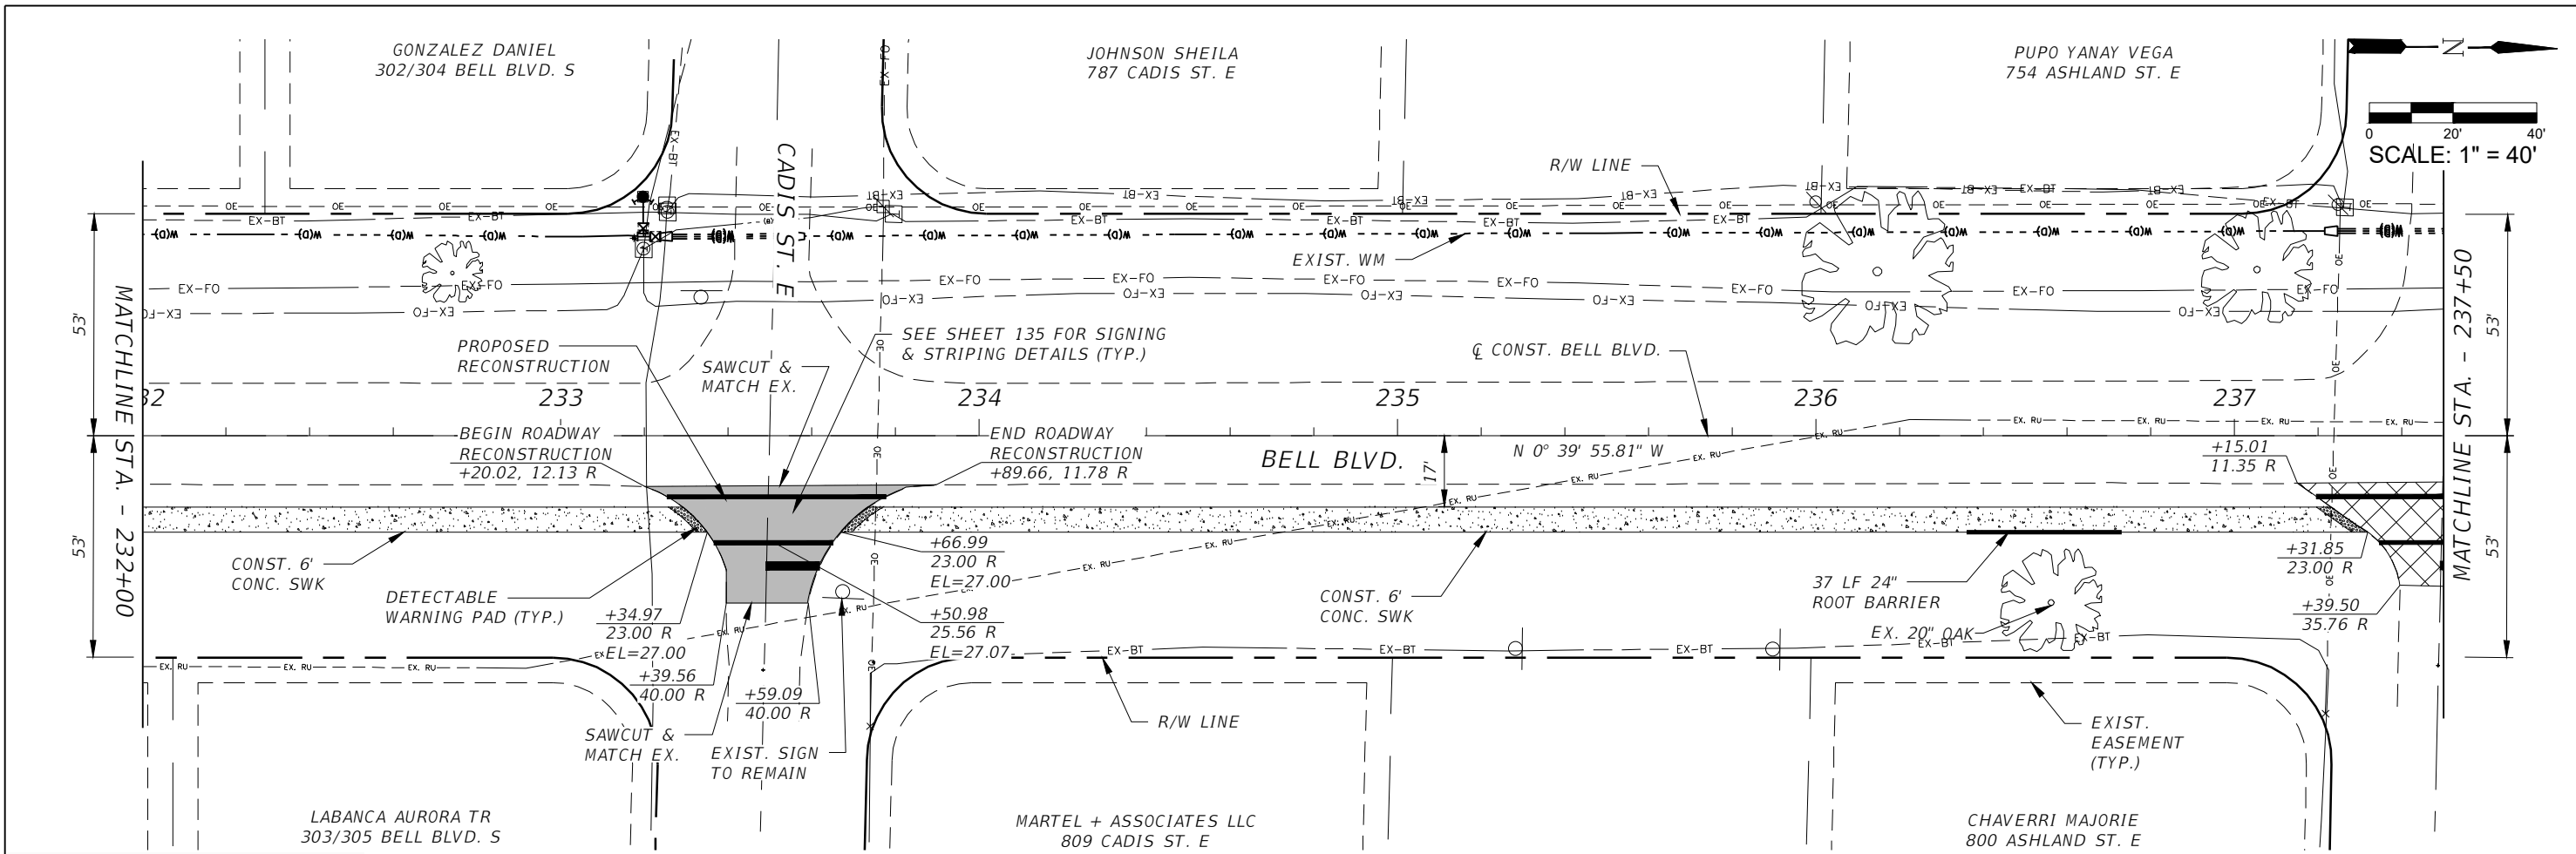 GONZALEZ DANIEL
302/304 BELL BLVD. S
JOHNSON SHEILA
787 CADIS ST. E
PUPO YANAY VEGA
754 ASHLAND ST. E
N
0 20' 40'
SCALE: 1" = 40'
CADIS ST. E
R/W LINE
EXIST. WM
EX-FO
EX-BT
OE
W(D)
53'
MATCHLINE STA. - 232+00
PROPOSED
RECONSTRUCTION
SAWCUT &
MATCH EX.
SEE SHEET 135 FOR SIGNING
& STRIPING DETAILS (TYP.)
℄ CONST. BELL BLVD.
MATCHLINE STA. - 237+50
53'
32 233 234 235 236 237
BEGIN ROADWAY
RECONSTRUCTION
+20.02, 12.13 R
END ROADWAY
RECONSTRUCTION
+89.66, 11.78 R
BELL BLVD.
17'
N 0° 39' 55.81" W
EX. RU
+15.01
11.35 R
53'
53'
CONST. 6'
CONC. SWK
DETECTABLE
WARNING PAD (TYP.)
+34.97
23.00 R
EL=27.00
+66.99
23.00 R
EL=27.00
+50.98
25.56 R
EL=27.07
+39.56
40.00 R
+59.09
40.00 R
CONST. 6'
CONC. SWK
37 LF 24"
ROOT BARRIER
EX. 20" OAK
+31.85
23.00 R
+39.50
35.76 R
SAWCUT &
MATCH EX.
EXIST. SIGN
TO REMAIN
R/W LINE
EXIST.
EASEMENT
(TYP.)
LABANCA AURORA TR
303/305 BELL BLVD. S
MARTEL + ASSOCIATES LLC
809 CADIS ST. E
CHAVERRI MAJORIE
800 ASHLAND ST. E